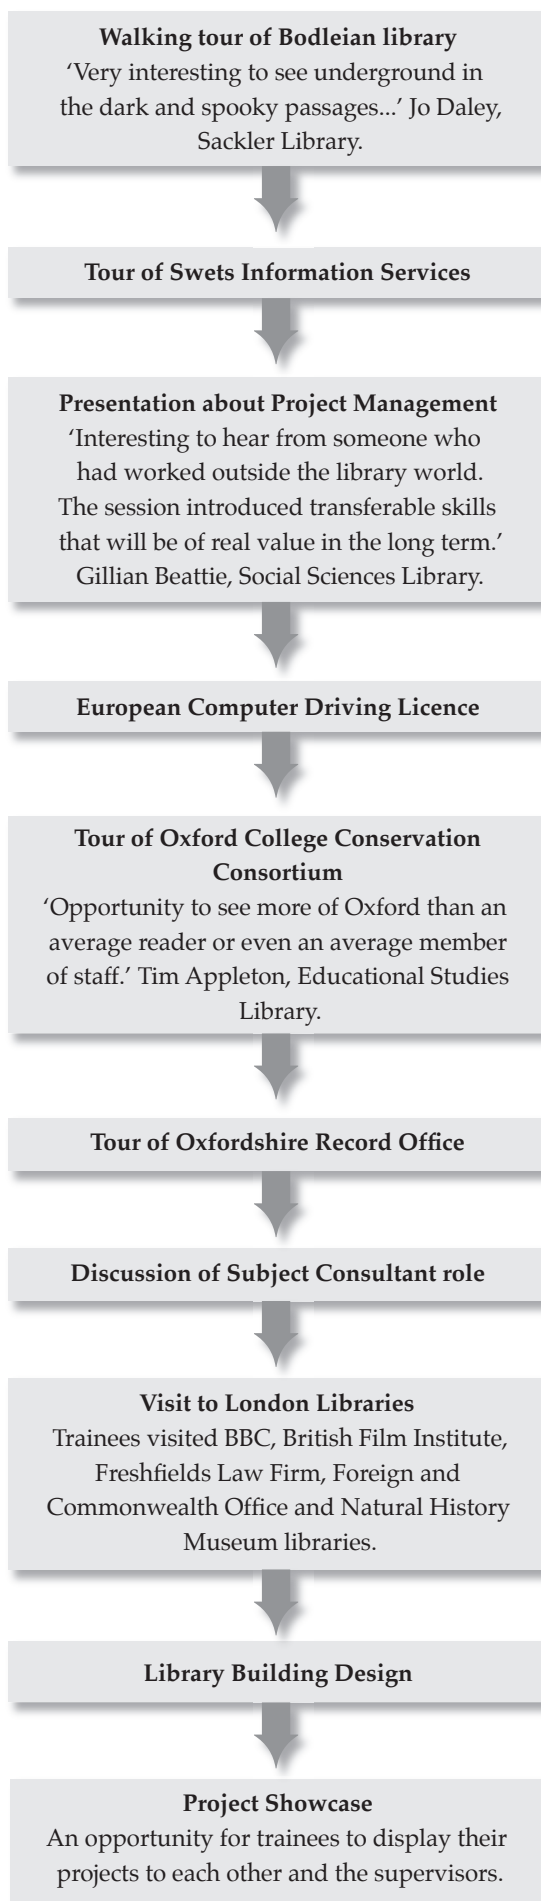 Walking tour of Bodleian library
‘Very interesting to see underground in
the dark and spooky passages...’ Jo Daley,
Sackler Library.
Tour of Swets Information Services
Presentation about Project Management
‘Interesting to hear from someone who
had worked outside the library world.
The session introduced transferable skills
that will be of real value in the long term.’
Gillian Beattie, Social Sciences Library.
European Computer Driving Licence
Tour of Oxford College Conservation
Consortium
‘Opportunity to see more of Oxford than an
average reader or even an average member
of staff.’ Tim Appleton, Educational Studies
Library.
Tour of Oxfordshire Record Office
Discussion of Subject Consultant role
Visit to London Libraries
Trainees visited BBC, British Film Institute,
Freshfields Law Firm, Foreign and
Commonwealth Office and Natural History
Museum libraries.
Library Building Design
Project Showcase
An opportunity for trainees to display their
projects to each other and the supervisors.